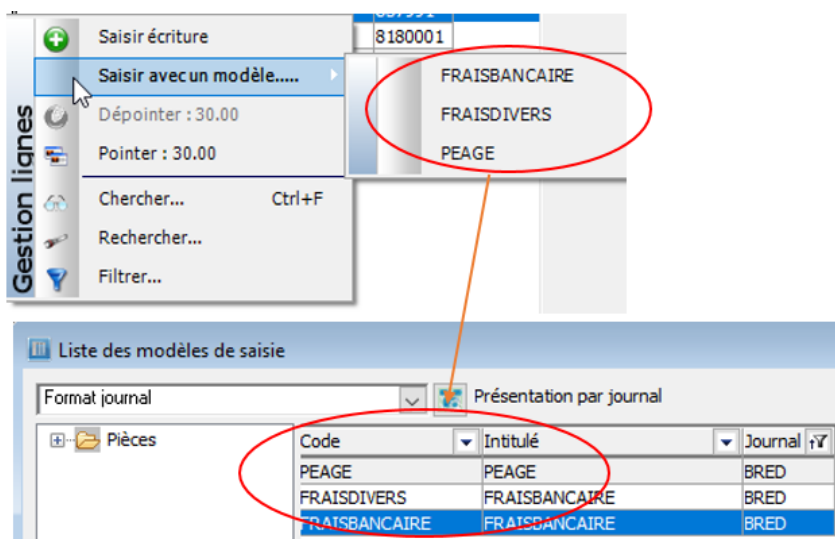 Saisir écriture
8180001
Saisir avec un modèle.....
FRAISBANCAIRE
Dépointer : 30.00
FRAISDIVERS
Pointer : 30.00
PEAGE
Chercher... Ctrl+F
Rechercher...
Filtrer...
Gestion lignes
Liste des modèles de saisie
Format journal
Présentation par journal
Pièces
Code Intitulé Journal
PEAGE PEAGE BRED
FRAISDIVERS FRAISBANCAIRE BRED
FRAISBANCAIRE FRAISBANCAIRE BRED